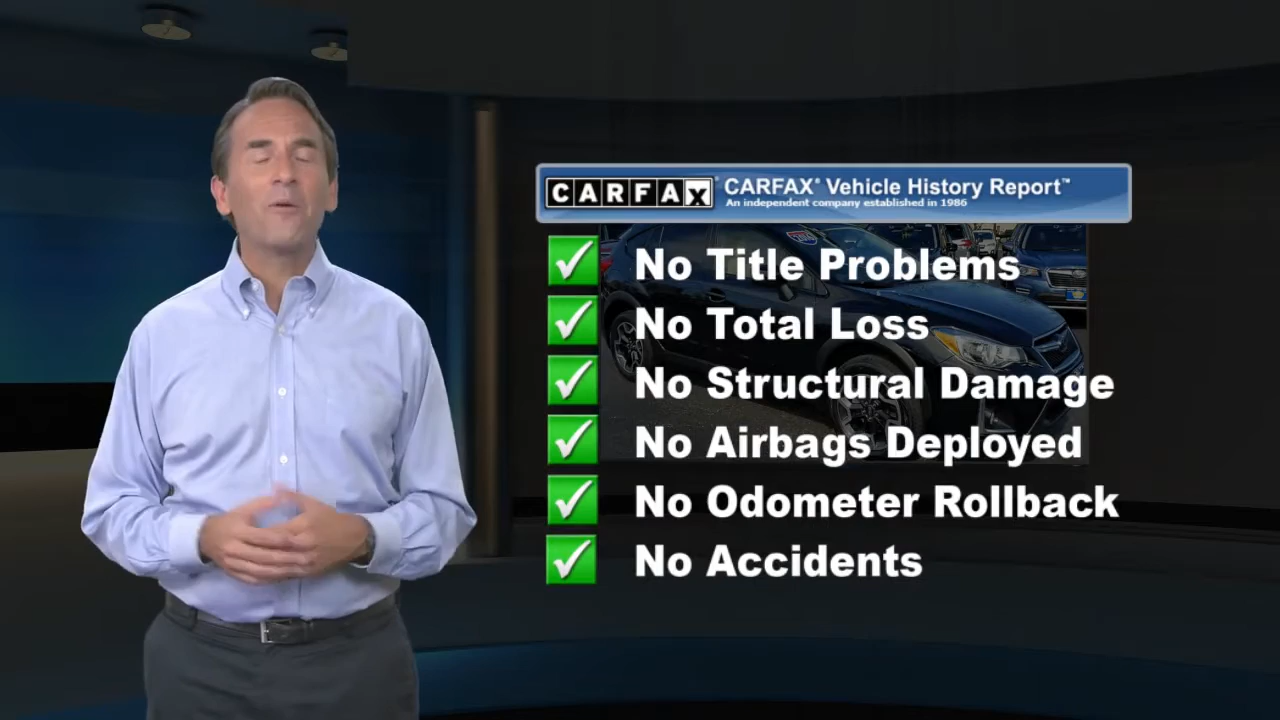 CARFAX® CARFAX® Vehicle History Report™
An independent company established in 1986
No Title Problems
No Total Loss
No Structural Damage
No Airbags Deployed
No Odometer Rollback
No Accidents